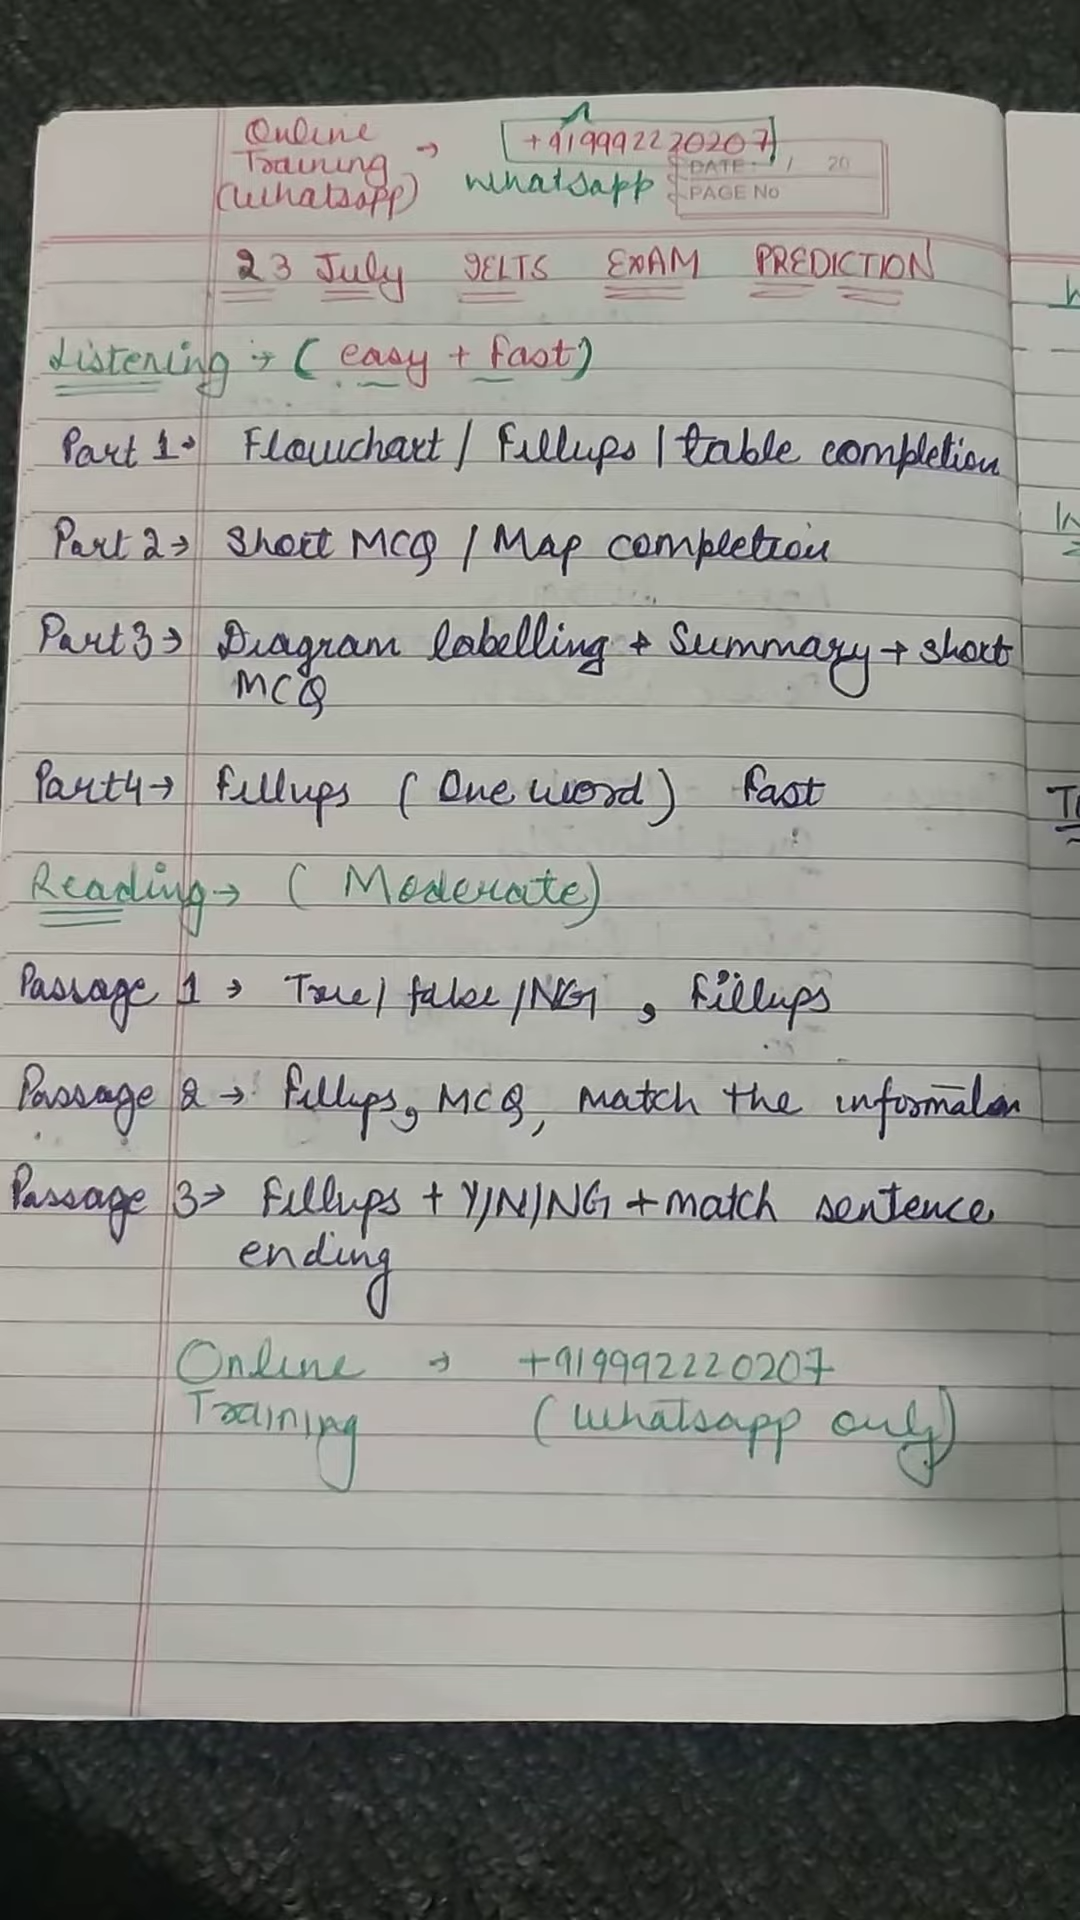 Online
Training →
(Whatsapp)
+919992220207
Whatsapp
DATE: / 20
PAGE No
23 July IELTS EXAM PREDICTION
Listening → (easy + fast)
Part 1→ Flowchart / Fillups / table completion
Part 2→ Short MCQ / Map completion
Part 3→ Diagram labelling + Summary + short
MCQ
Part 4→ Fillups (One word) fast
Reading → (Moderate)
Passage 1 → True / false / NG, Fillups
Passage 2 → Fillups, MCQ, match the information
Passage 3→ Fillups + Y/N/NG + match sentence
ending
Online → +919992220207
Training (Whatsapp only)